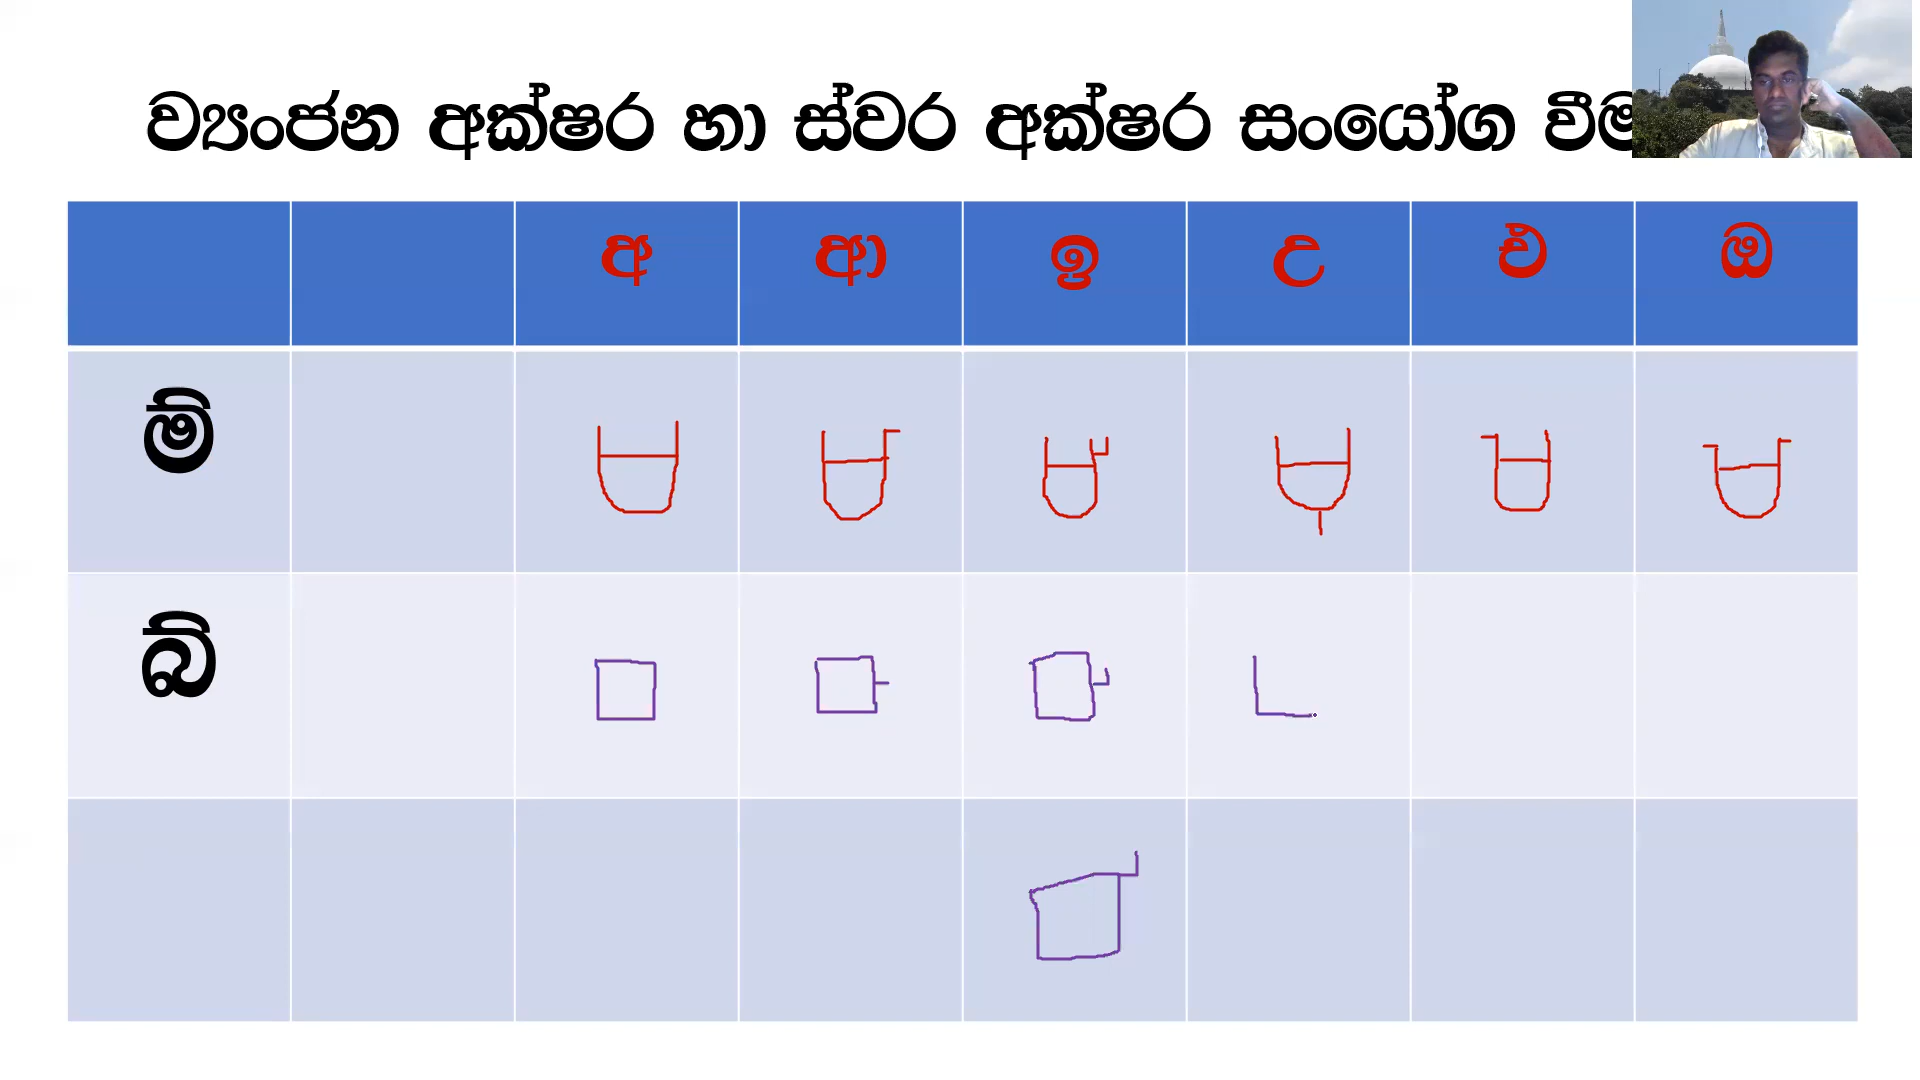 ව්‍යංජන අක්ෂර හා ස්වර අක්ෂර සංයෝග වීම
අ ආ ඉ උ එ ඔ
ම්
බ්